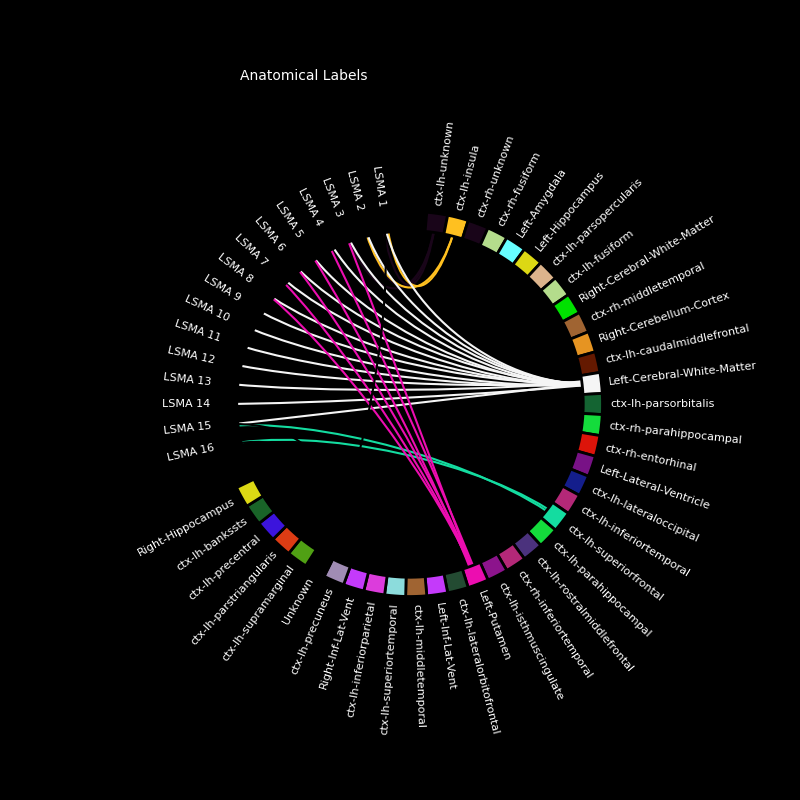 Anatomical Labels
LSMA 1
LSMA 2
LSMA 3
LSMA 4
LSMA 5
LSMA 6
LSMA 7
LSMA 8
LSMA 9
LSMA 10
LSMA 11
LSMA 12
LSMA 13
LSMA 14
LSMA 15
LSMA 16
ctx-lh-unknown
ctx-lh-insula
ctx-rh-unknown
ctx-rh-fusiform
Left-Amygdala
Left-Hippocampus
ctx-lh-parsopercularis
ctx-lh-fusiform
Right-Cerebral-White-Matter
ctx-rh-middletemporal
Right-Cerebellum-Cortex
ctx-lh-caudalmiddlefrontal
Left-Cerebral-White-Matter
ctx-lh-parsorbitalis
ctx-rh-parahippocampal
ctx-rh-entorhinal
Left-Lateral-Ventricle
ctx-lh-lateraloccipital
ctx-lh-inferiortemporal
ctx-lh-superiorfrontal
ctx-lh-parahippocampal
ctx-lh-rostralmiddlefrontal
ctx-rh-inferiortemporal
ctx-lh-isthmuscingulate
Left-Putamen
ctx-lh-lateralorbitofrontal
Left-Inf-Lat-Vent
ctx-lh-middletemporal
ctx-lh-superiortemporal
ctx-lh-inferiorparietal
Right-Inf-Lat-Vent
ctx-lh-precuneus
Unknown
ctx-lh-supramarginal
ctx-lh-parstriangularis
ctx-lh-precentral
ctx-lh-bankssts
Right-Hippocampus